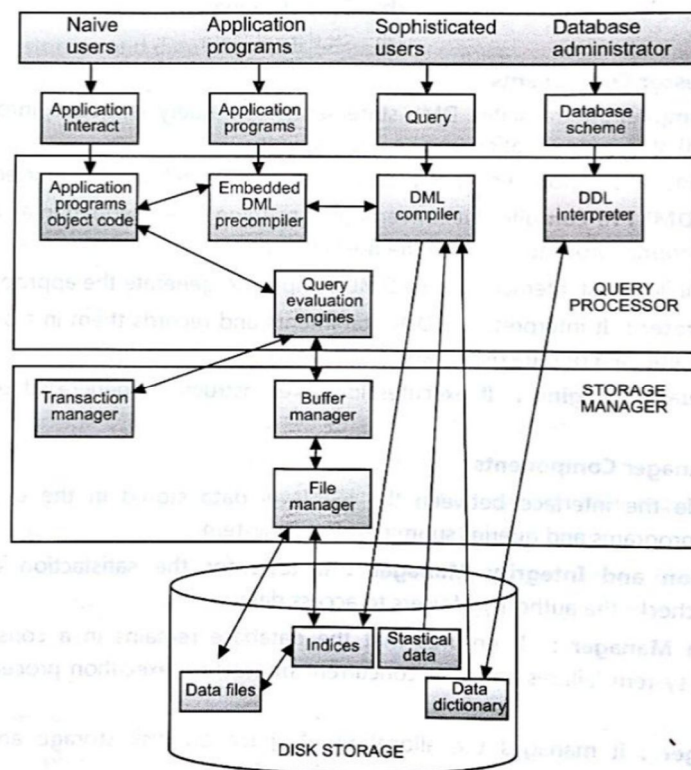 Naive
users
Application
programs
Sophisticated
users
Database
administrator
Application
interact
Application
programs
Query
Database
scheme
Application
programs
object code
Embedded
DML
precompiler
DML
compiler
DDL
interpreter
Query
evaluation
engines
QUERY
PROCESSOR
Transaction
manager
Buffer
manager
STORAGE
MANAGER
File
manager
Indices
Stastical
data
Data files
Data
dictionary
DISK STORAGE